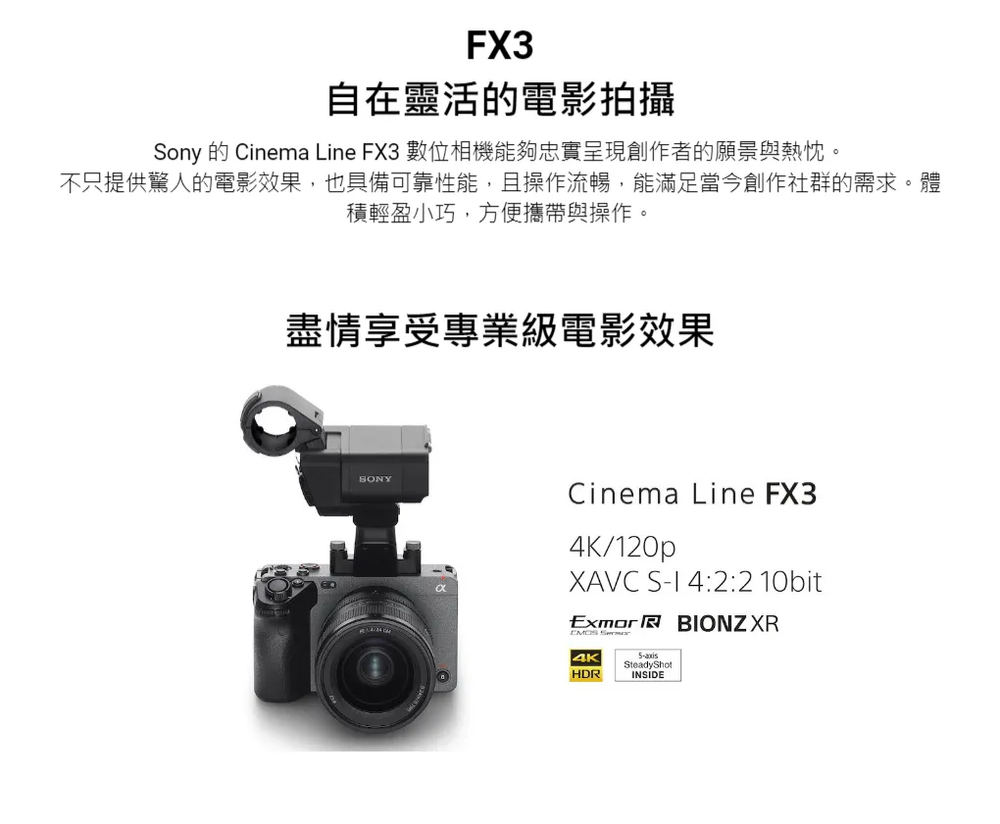 FX3
自在靈活的電影拍攝
Sony 的 Cinema Line FX3 數位相機能夠忠實呈現創作者的願景與熱忱。
不只提供驚人的電影效果，也具備可靠性能，且操作流暢，能滿足當今創作社群的需求。體
積輕盈小巧，方便攜帶與操作。
盡情享受專業級電影效果
SONY
α
Cinema Line FX3
4K/120p
XAVC S-I 4:2:2 10bit
Exmor R BIONZ XR
CMOS Sensor
4K
HDR
5-axis
SteadyShot
INSIDE